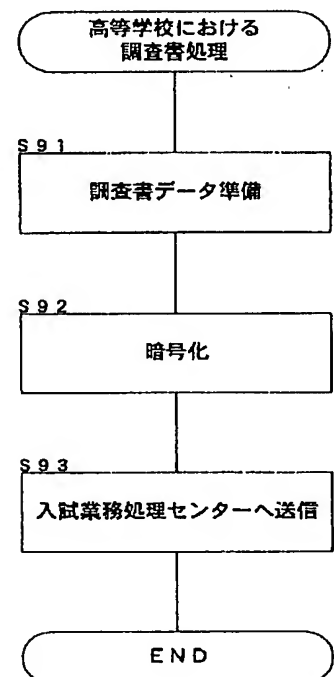 高等学校における
調査書処理
S91
調査書データ準備
S92
暗号化
S93
入試業務処理センターへ送信
END